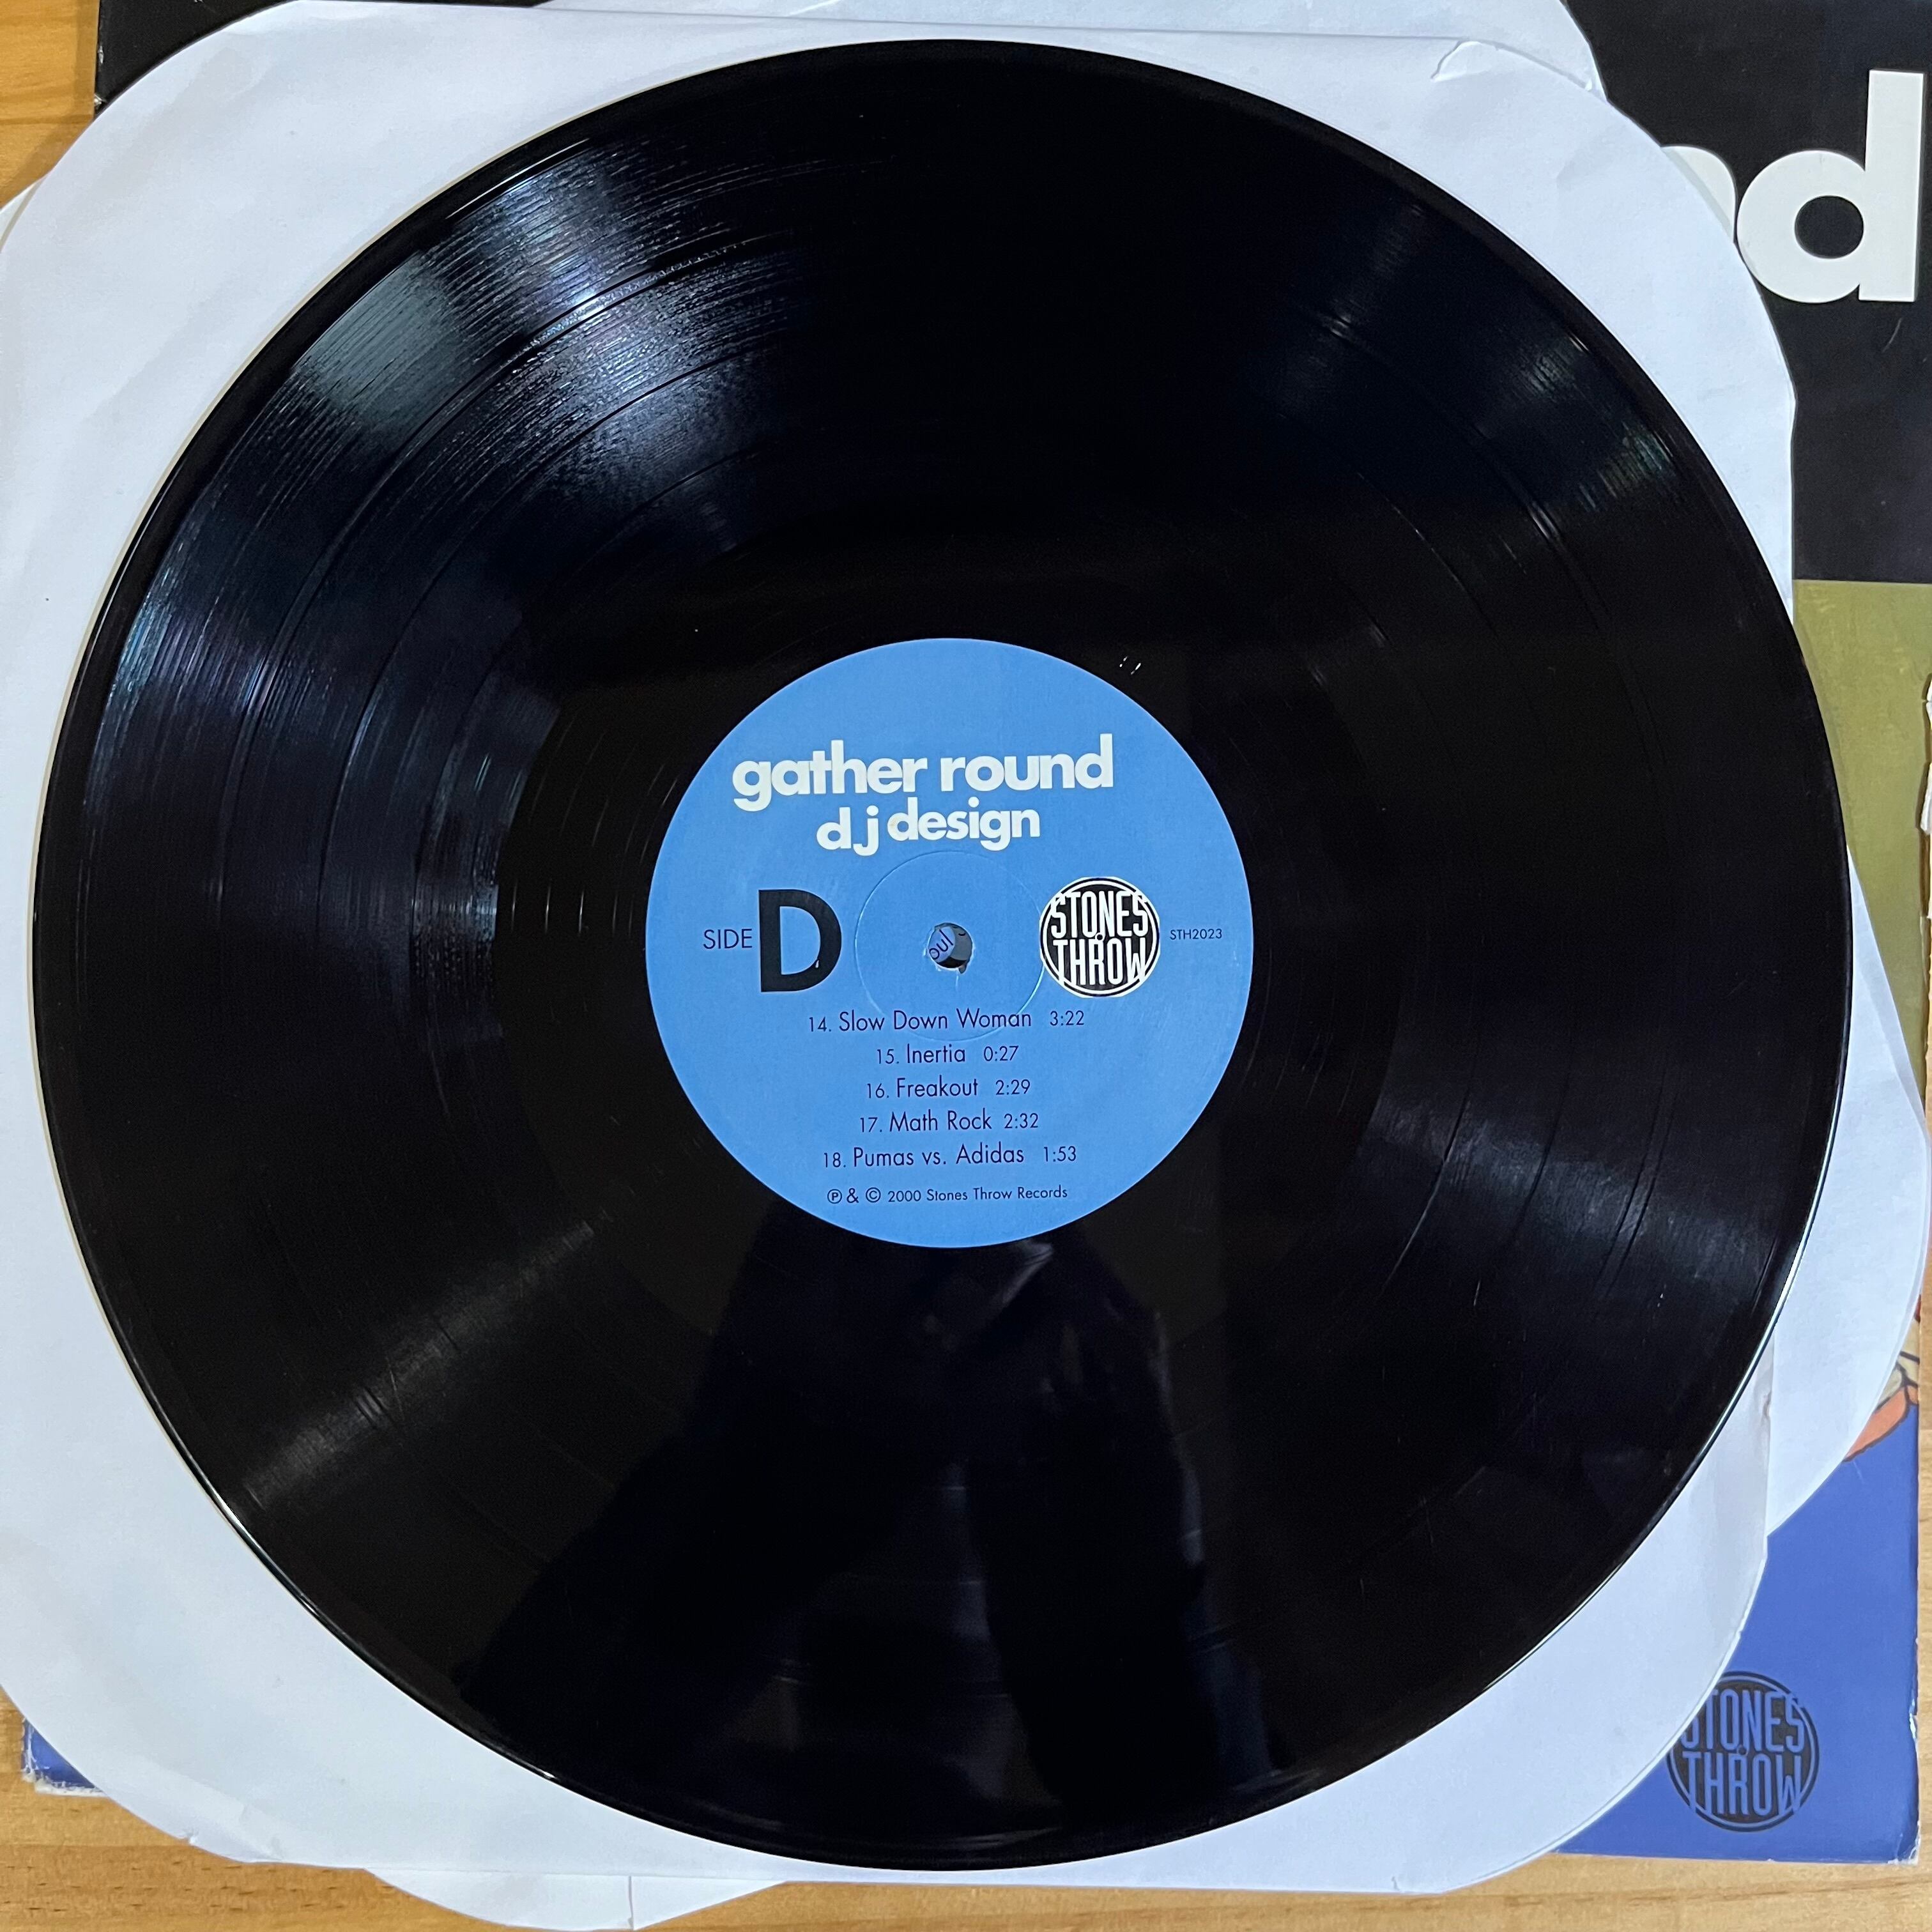 gather round
dj design
SIDE D
STONES
THROW
STH2023
14. Slow Down Woman 3:22
15. Inertia 0:27
16. Freakout 2:29
17. Math Rock 2:32
18. Pumas vs. Adidas 1:53
℗ & © 2000 Stones Throw Records
STONES
THROW